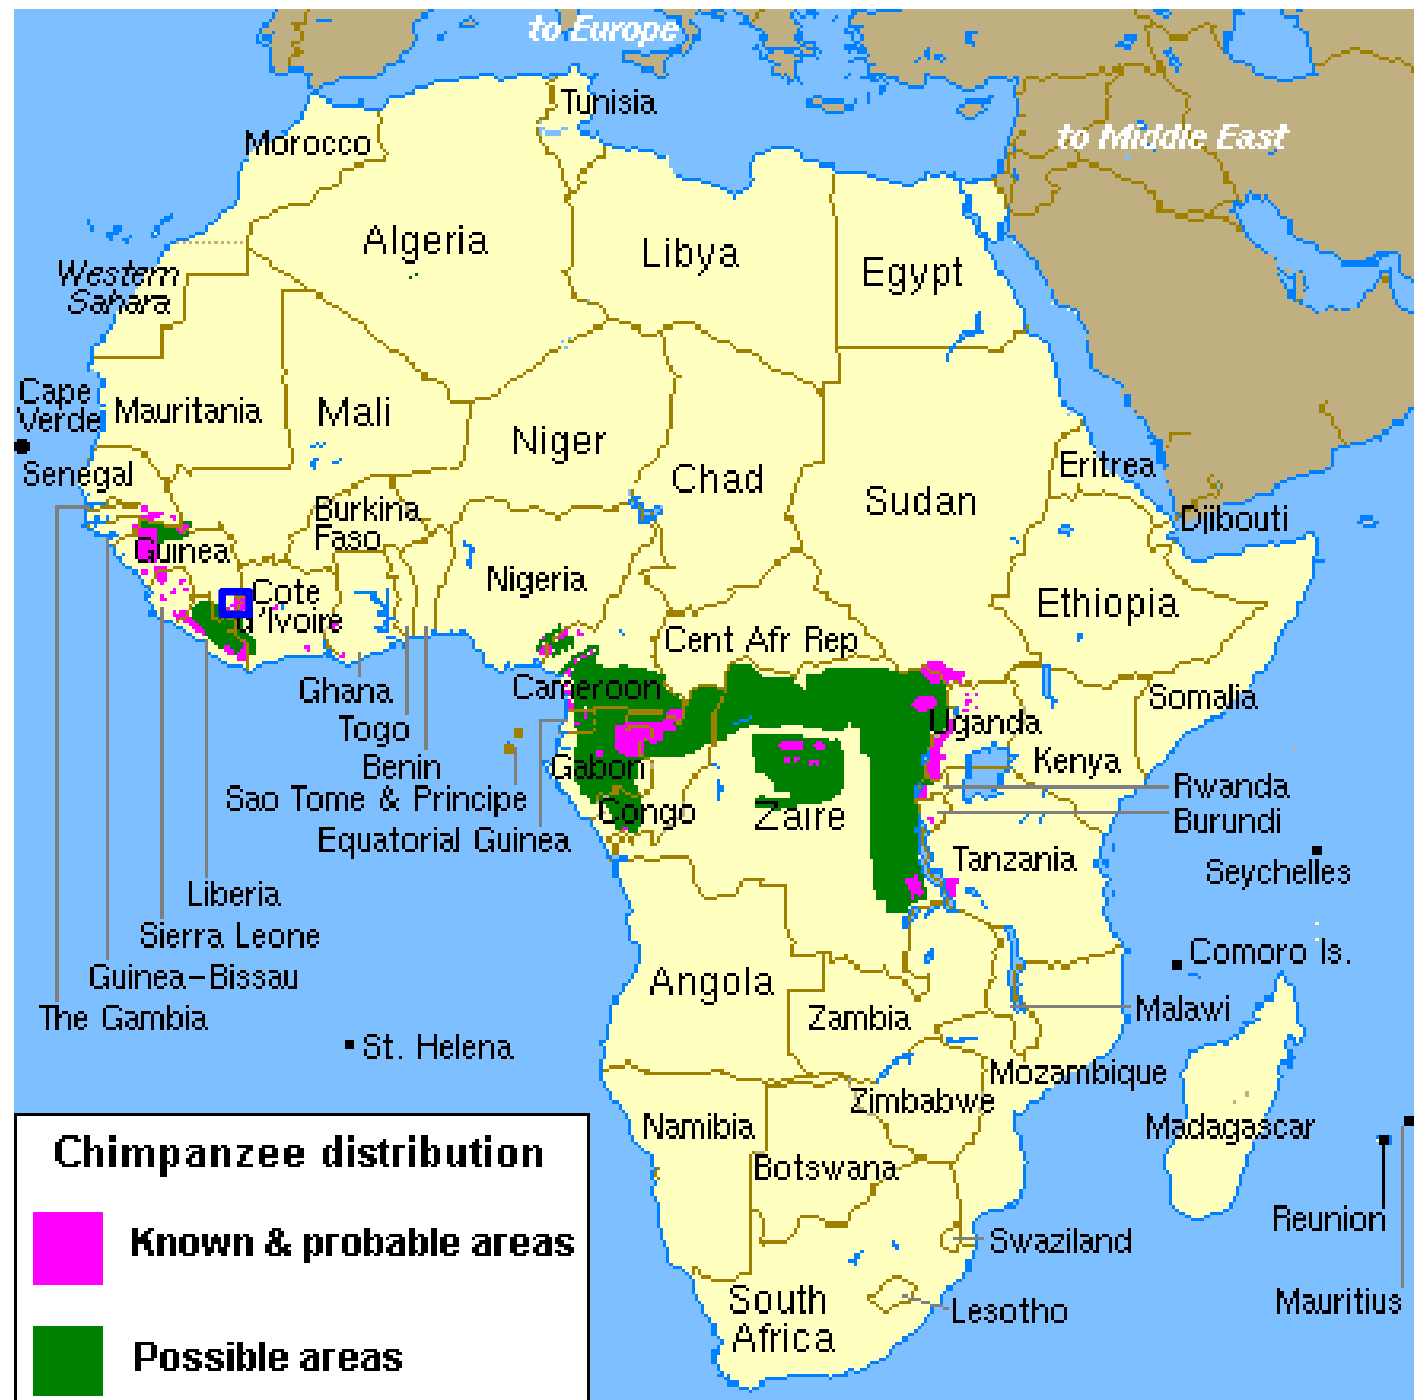 to Europe
Tunisia
to Middle East
Morocco
Algeria
Libya
Egypt
Western
Sahara
Cape
Verde
Mauritania
Mali
Niger
Chad
Sudan
Eritrea
Senegal
Burkina
Faso
Djibouti
Guinea
Nigeria
Cote
d'Ivoire
Ethiopia
Cent Afr Rep
Ghana
Cameroon
Somalia
Togo
Uganda
Benin
Gabon
Kenya
Sao Tome & Principe
Rwanda
Congo
Zaire
Burundi
Equatorial Guinea
Tanzania
Seychelles
Liberia
Sierra Leone
Comoro Is.
Guinea-Bissau
Angola
The Gambia
Zambia
Malawi
St. Helena
Mozambique
Zimbabwe
Namibia
Madagascar
Botswana
Reunion
Swaziland
Mauritius
South
Africa
Lesotho
Chimpanzee distribution
Known & probable areas
Possible areas